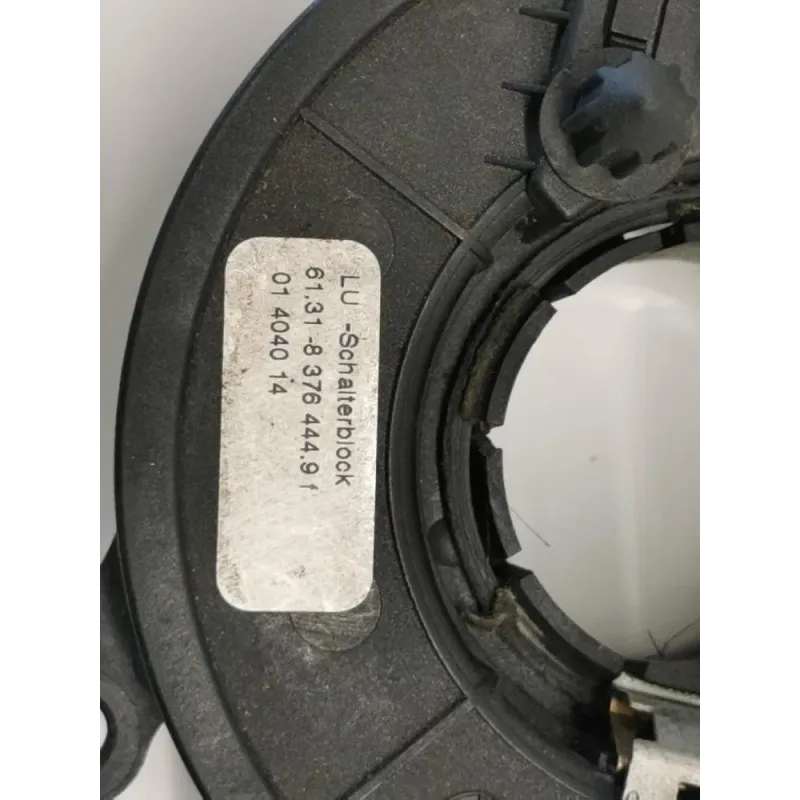 LU -Schalterblock
61.31 -8 376 444.9 f
01 4040 14